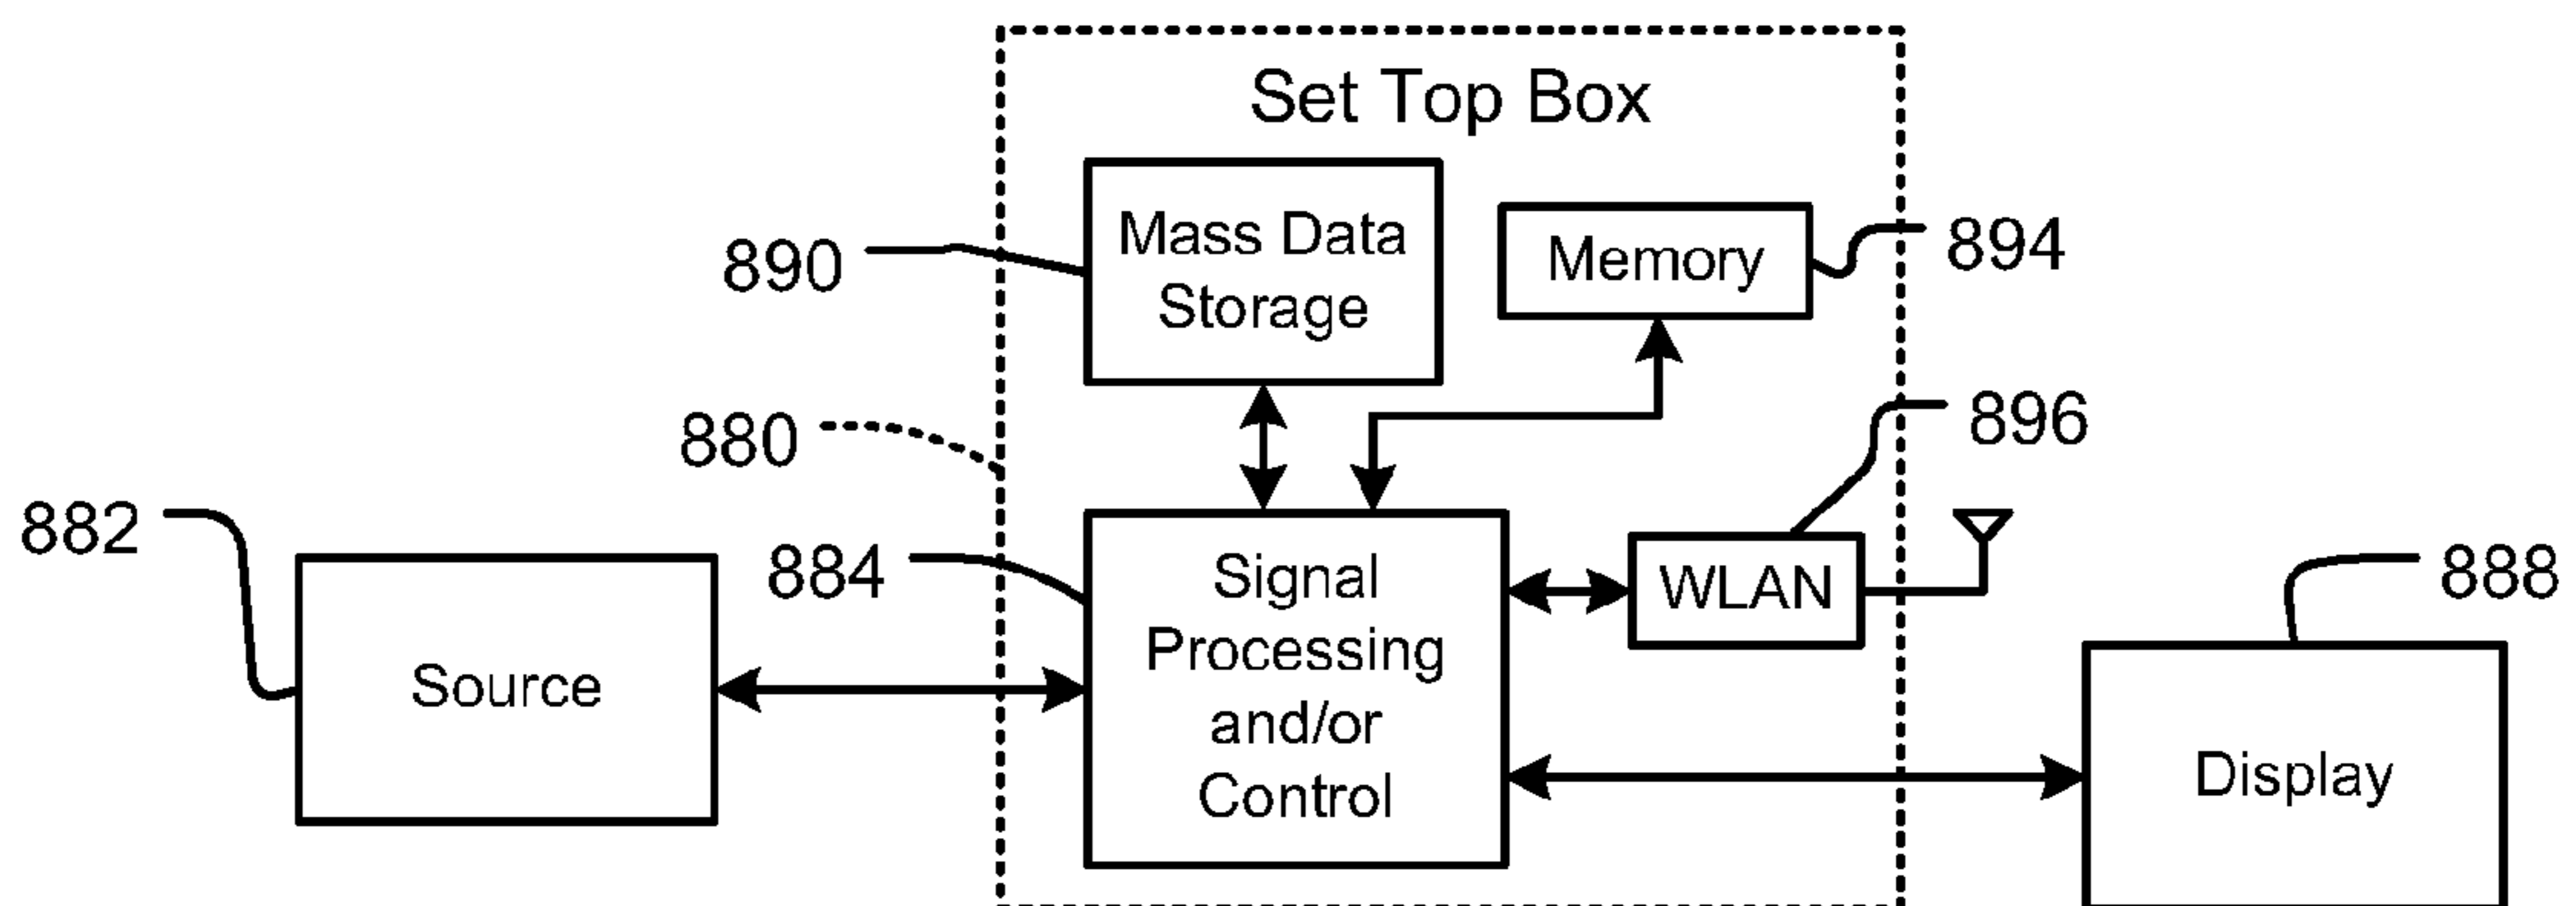 Set Top Box
Mass Data
Storage
Memory
890
894
880
896
882
884
Signal
Processing
and/or
Control
WLAN
888
Source
Display